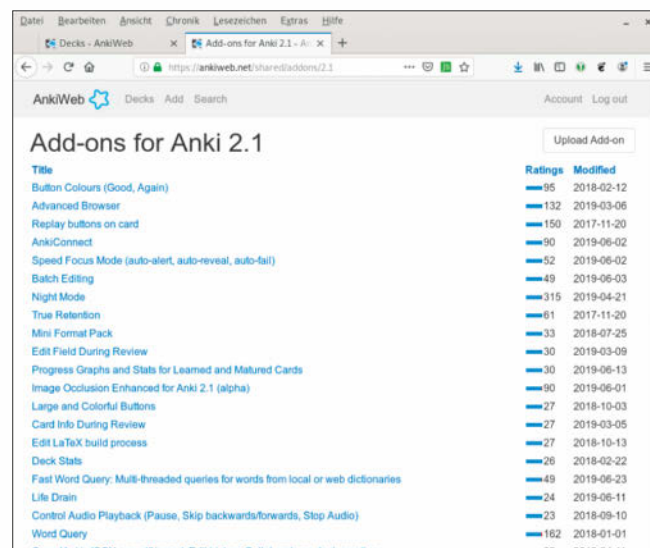 Datei Bearbeiten Ansicht Chronik Lesezeichen Extras Hilfe
Decks - AnkiWeb Add-ons for Anki 2.1 - An
https://ankiweb.net/shared/addons/2.1
AnkiWeb Decks Add Search Account Log out
Add-ons for Anki 2.1 Upload Add-on
Title Ratings Modified
Button Colours (Good, Again) 95 2018-02-12
Advanced Browser 132 2019-03-06
Replay buttons on card 150 2017-11-20
AnkiConnect 90 2019-06-02
Speed Focus Mode (auto-alert, auto-reveal, auto-fail) 52 2019-06-02
Batch Editing 49 2019-06-03
Night Mode 315 2019-04-21
True Retention 61 2017-11-20
Mini Format Pack 33 2018-07-25
Edit Field During Review 30 2019-03-09
Progress Graphs and Stats for Learned and Matured Cards 30 2019-06-13
Image Occlusion Enhanced for Anki 2.1 (alpha) 90 2019-06-01
Large and Colorful Buttons 27 2018-10-03
Card Info During Review 27 2019-03-05
Edit LaTeX build process 27 2018-10-13
Deck Stats 26 2018-02-22
Fast Word Query: Multi-threaded queries for words from local or web dictionaries 49 2019-06-23
Life Drain 24 2019-06-11
Control Audio Playback (Pause, Skip backwards/forwards, Stop Audio) 23 2018-09-10
Word Query 162 2018-01-01